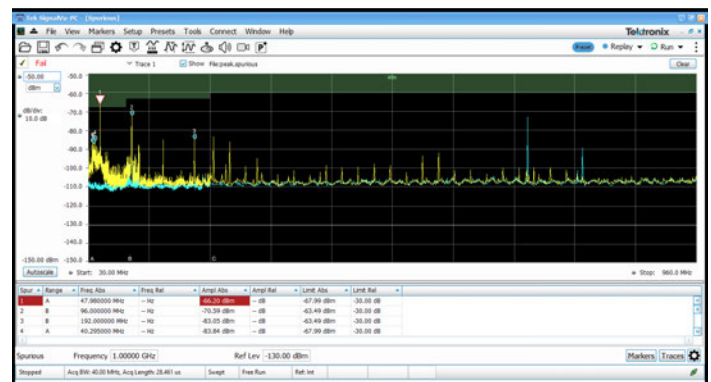 Tek SignalVu-PC - [Spurious]
File View Markers Setup Presets Tools Connect Window Help
Tektronix
Preset Replay Run
Fail Trace 1 Show File:peak.spurious Clear
-50.00
dBm
dB/div:
10.0 dB
-50.0
-60.0
-70.0
-80.0
-90.0
-100.0
-110.0
-120.0
-130.0
-140.0
-150.00 dBm -150.0
A B C
1
2
3
4
Autoscale Start: 30.00 MHz Stop: 960.0 MHz
Spur Range Freq Abs Freq Rel Ampl Abs Ampl Rel Limit Abs Limit Rel
1 A 47.980000 MHz -- Hz -66.20 dBm -- dB -67.99 dBm -30.00 dB
2 B 96.000000 MHz -- Hz -70.59 dBm -- dB -63.49 dBm -30.00 dB
3 B 192.000000 MHz -- Hz -83.05 dBm -- dB -63.49 dBm -30.00 dB
4 A 40.295000 MHz -- Hz -83.84 dBm -- dB -67.99 dBm -30.00 dB
Spurious Frequency 1.00000 GHz Ref Lev -130.00 dBm Markers Traces
Stopped Acq BW: 40.00 MHz, Acq Length: 28.461 us Swept Free Run Ref: Int